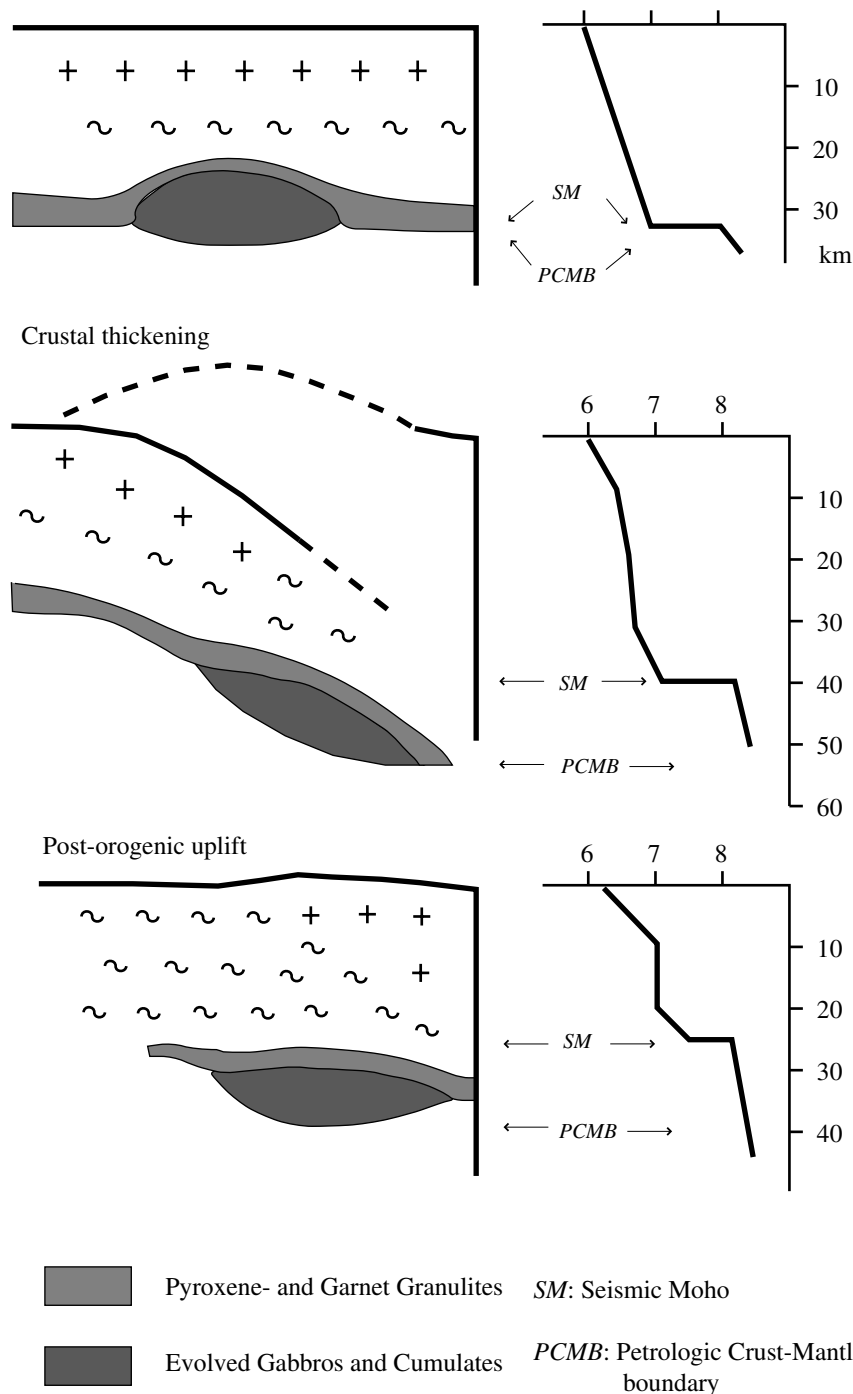 10
20
SM
30
km
PCMB
Crustal thickening
6 7 8
10
20
30
SM
40
50
PCMB
60
Post-orogenic uplift
6 7 8
10
20
SM
30
PCMB
40
Pyroxene- and Garnet Granulites
SM: Seismic Moho
Evolved Gabbros and Cumulates
PCMB: Petrologic Crust-Mantl
boundary